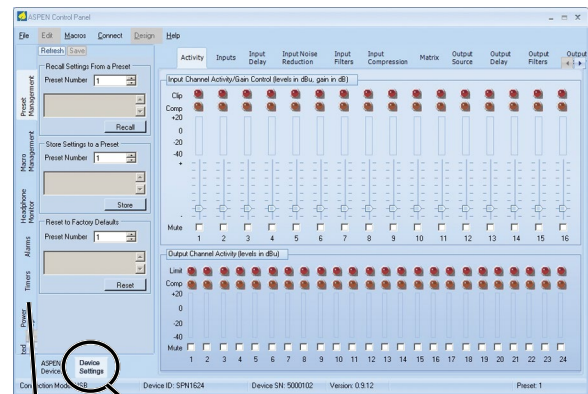 ASPEN Control Panel
File Edit Macros Connect Design Help
Refresh Save
Recall Settings From a Preset
Preset Number 1
Recall
Store Settings to a Preset
Preset Number 1
Store
Reset to Factory Defaults
Preset Number 1
Reset
Preset Management
Macro Management
Headphone Monitor
Alarms
Timers
Power
ASPEN Device
Device Settings
Activity Inputs Input Delay Input Noise Reduction Input Filters Input Compression Matrix Output Source Output Delay Output Filters Output
Input Channel Activity/Gain Control (levels in dBu, gain in dB)
Clip
Comp
+20
0
-20
-40
+
-
Mute
1 2 3 4 5 6 7 8 9 10 11 12 13 14 15 16
Output Channel Activity (levels in dBu)
Limit
Comp
+20
0
-20
-40
Mute
1 2 3 4 5 6 7 8 9 10 11 12 13 14 15 16 17 18 19 20 21 22 23 24
Device ID: SPN1624 Device SN: 5000102 Version: 0.9.12 Preset: 1